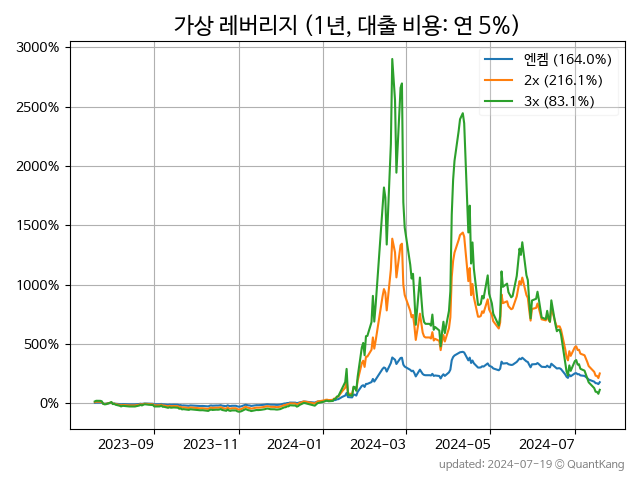 가상 레버리지 (1년, 대출 비용: 연 5%)
3000%
2500%
2000%
1500%
1000%
500%
0%
엔켐 (164.0%)
2x (216.1%)
3x (83.1%)
2023-09
2023-11
2024-01
2024-03
2024-05
2024-07
updated: 2024-07-19 © QuantKang